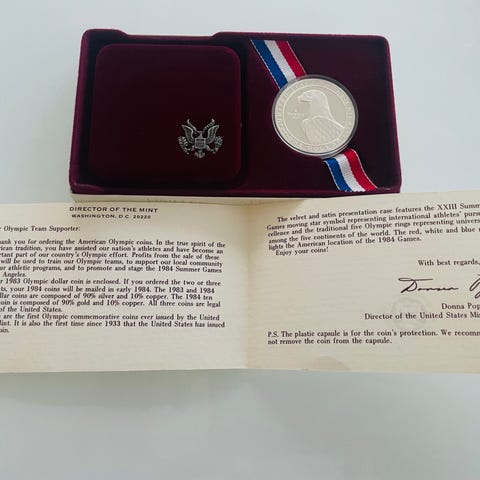 DIRECTOR OF THE MINT
WASHINGTON, D.C. 20220
Olympic Team Supporter:
ank you for ordering the American Olympic coins. In the true spirit of the
erican tradition, you have assisted our nation's athletes and have become an
rtant part of our country's Olympic effort. Profits from the sale of these
will be used to train our Olympic teams, to support our local community
ur athletic programs, and to promote and stage the 1984 Summer Games
Angeles.
r 1983 Olympic dollar coin is enclosed. If you ordered the two or three
ts, your 1984 coins will be mailed in early 1984. The 1983 and 1984
lar coins are composed of 90% silver and 10% copper. The 1984 ten
coin is composed of 90% gold and 10% copper. All three coins are legal
of the United States.
are the first Olympic commemorative coins ever issued by the United
int. It is also the first time since 1933 that the United States has issued
oin.
The velvet and satin presentation case features the XXIII Summ
Games moving star symbol representing international athletes' pursu
cellence and the traditional five Olympic rings representing univers
among the five continents of the world. The red, white and blue r
lights the American location of the 1984 Games.
Enjoy your coins!
With best regards,
Donna Pop
Director of the United States Min
P.S. The plastic capsule is for the coin's protection. We recomm
not remove the coin from the capsule.